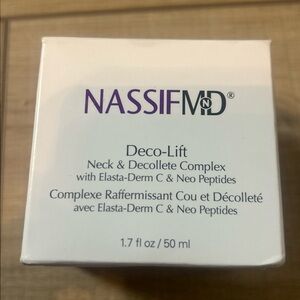 NASSIFMD®
Deco-Lift
Neck & Decollete Complex
with Elasta-Derm C & Neo Peptides
Complexe Raffermissant Cou et Décolleté
avec Elasta-Derm C & Neo Peptides
1.7 fl oz / 50 ml